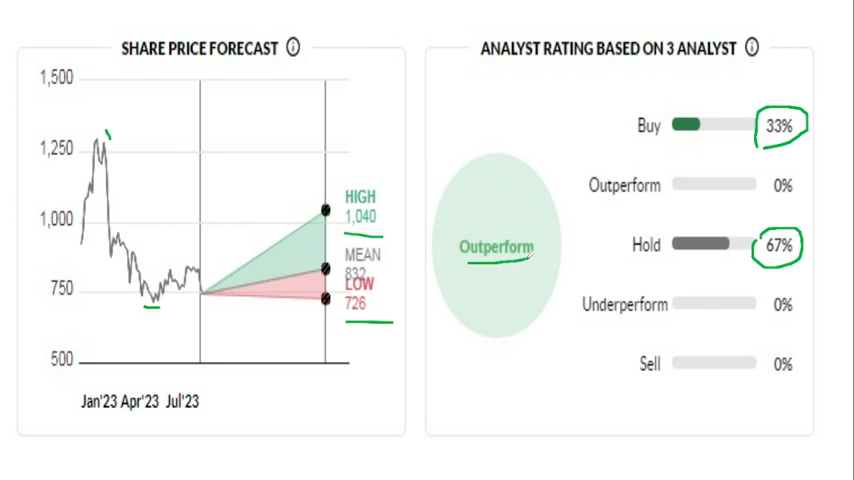 SHARE PRICE FORECAST
1,500
1,250
1,000
750
500
Jan'23 Apr'23 Jul'23
HIGH
1,040
MEAN
832
LOW
726
ANALYST RATING BASED ON 3 ANALYST
Outperform
Buy 33%
Outperform 0%
Hold 67%
Underperform 0%
Sell 0%